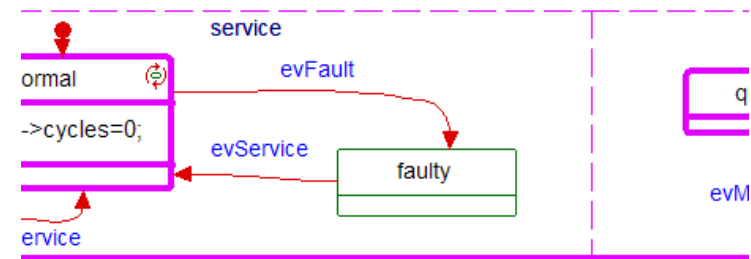 service
evFault
ormal
q
->cycles=0;
evService
faulty
evM
ervice